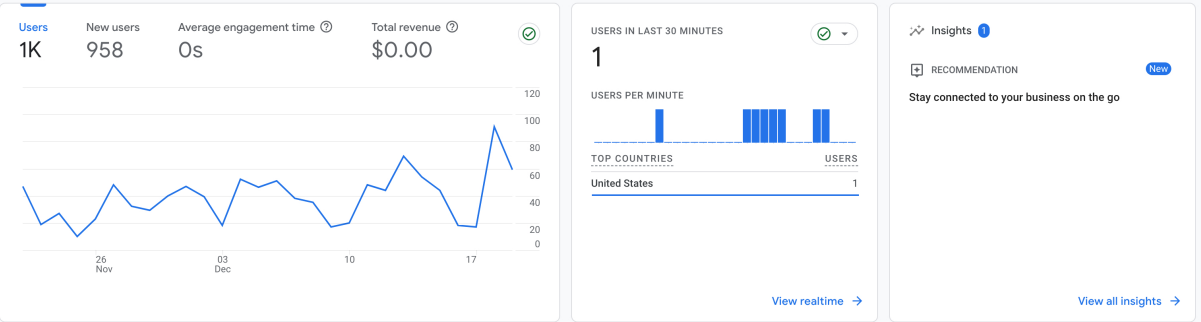 Users
1K
New users
958
Average engagement time
0s
Total revenue
$0.00
120
100
80
60
40
20
0
26
Nov
03
Dec
10
17
USERS IN LAST 30 MINUTES
1
USERS PER MINUTE
TOP COUNTRIES USERS
United States 1
View realtime
Insights 1
RECOMMENDATION New
Stay connected to your business on the go
View all insights